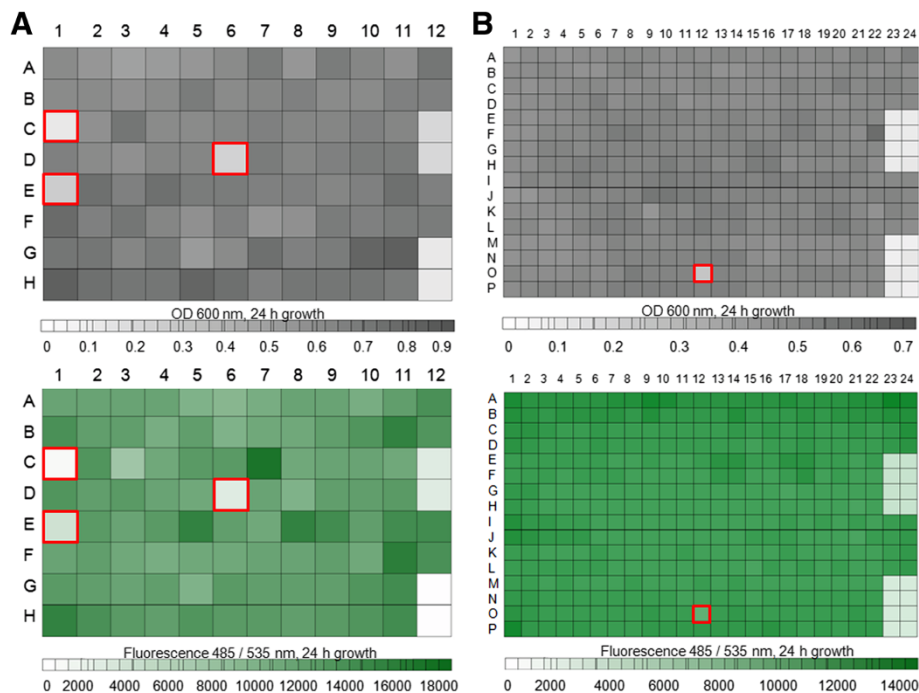 A
1 2 3 4 5 6 7 8 9 10 11 12
A
B
C
D
E
F
G
H
OD 600 nm, 24 h growth
0 0.1 0.2 0.3 0.4 0.5 0.6 0.7 0.8 0.9
1 2 3 4 5 6 7 8 9 10 11 12
A
B
C
D
E
F
G
H
Fluorescence 485 / 535 nm, 24 h growth
0 2000 4000 6000 8000 10000 12000 14000 16000 18000
B
1 2 3 4 5 6 7 8 9 10 11 12 13 14 15 16 17 18 19 20 21 22 23 24
A
B
C
D
E
F
G
H
I
J
K
L
M
N
O
P
OD 600 nm, 24 h growth
0 0.1 0.2 0.3 0.4 0.5 0.6 0.7
1 2 3 4 5 6 7 8 9 10 11 12 13 14 15 16 17 18 19 20 21 22 23 24
A
B
C
D
E
F
G
H
I
J
K
L
M
N
O
P
Fluorescence 485 / 535 nm, 24 h growth
0 2000 4000 6000 8000 10000 12000 14000